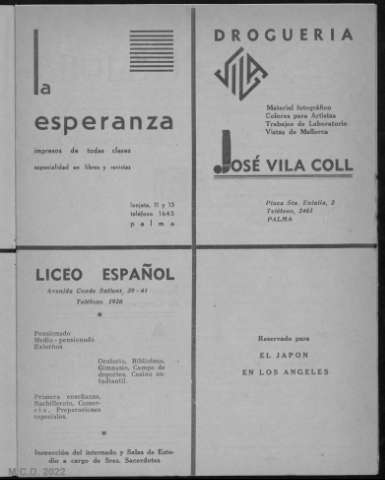 la
esperanza
impresos de todas clases
especialidad en libros y revistas
lonjeta, 11 y 13
teléfono 1645
palma
DROGUERIA
VILA
Material fotográfico
Colores para Artistas
Trabajos de Laboratorio
Vistas de Mallorca
JOSÉ VILA COLL
Plaza Sta. Eulalia, 2
Teléfono, 2461
PALMA
LICEO ESPAÑOL
Avenida Conde Sallent, 39 - 41
Teléfono 1926
Pensionado
Medio - pensionado
Externos
Oratorio, Biblioteca,
Gimnasio, Campo de
deportes, Casino es-
tudiantil
Primera enseñanza,
Bachillerato, Comer-
cio, Preparaciones
especiales.
Inspección del internado y Salas de Estu-
dio a cargo de Sres. Sacerdotes
Reservado para
EL JAPON
EN LOS ANGELES
M.C.D. 2022